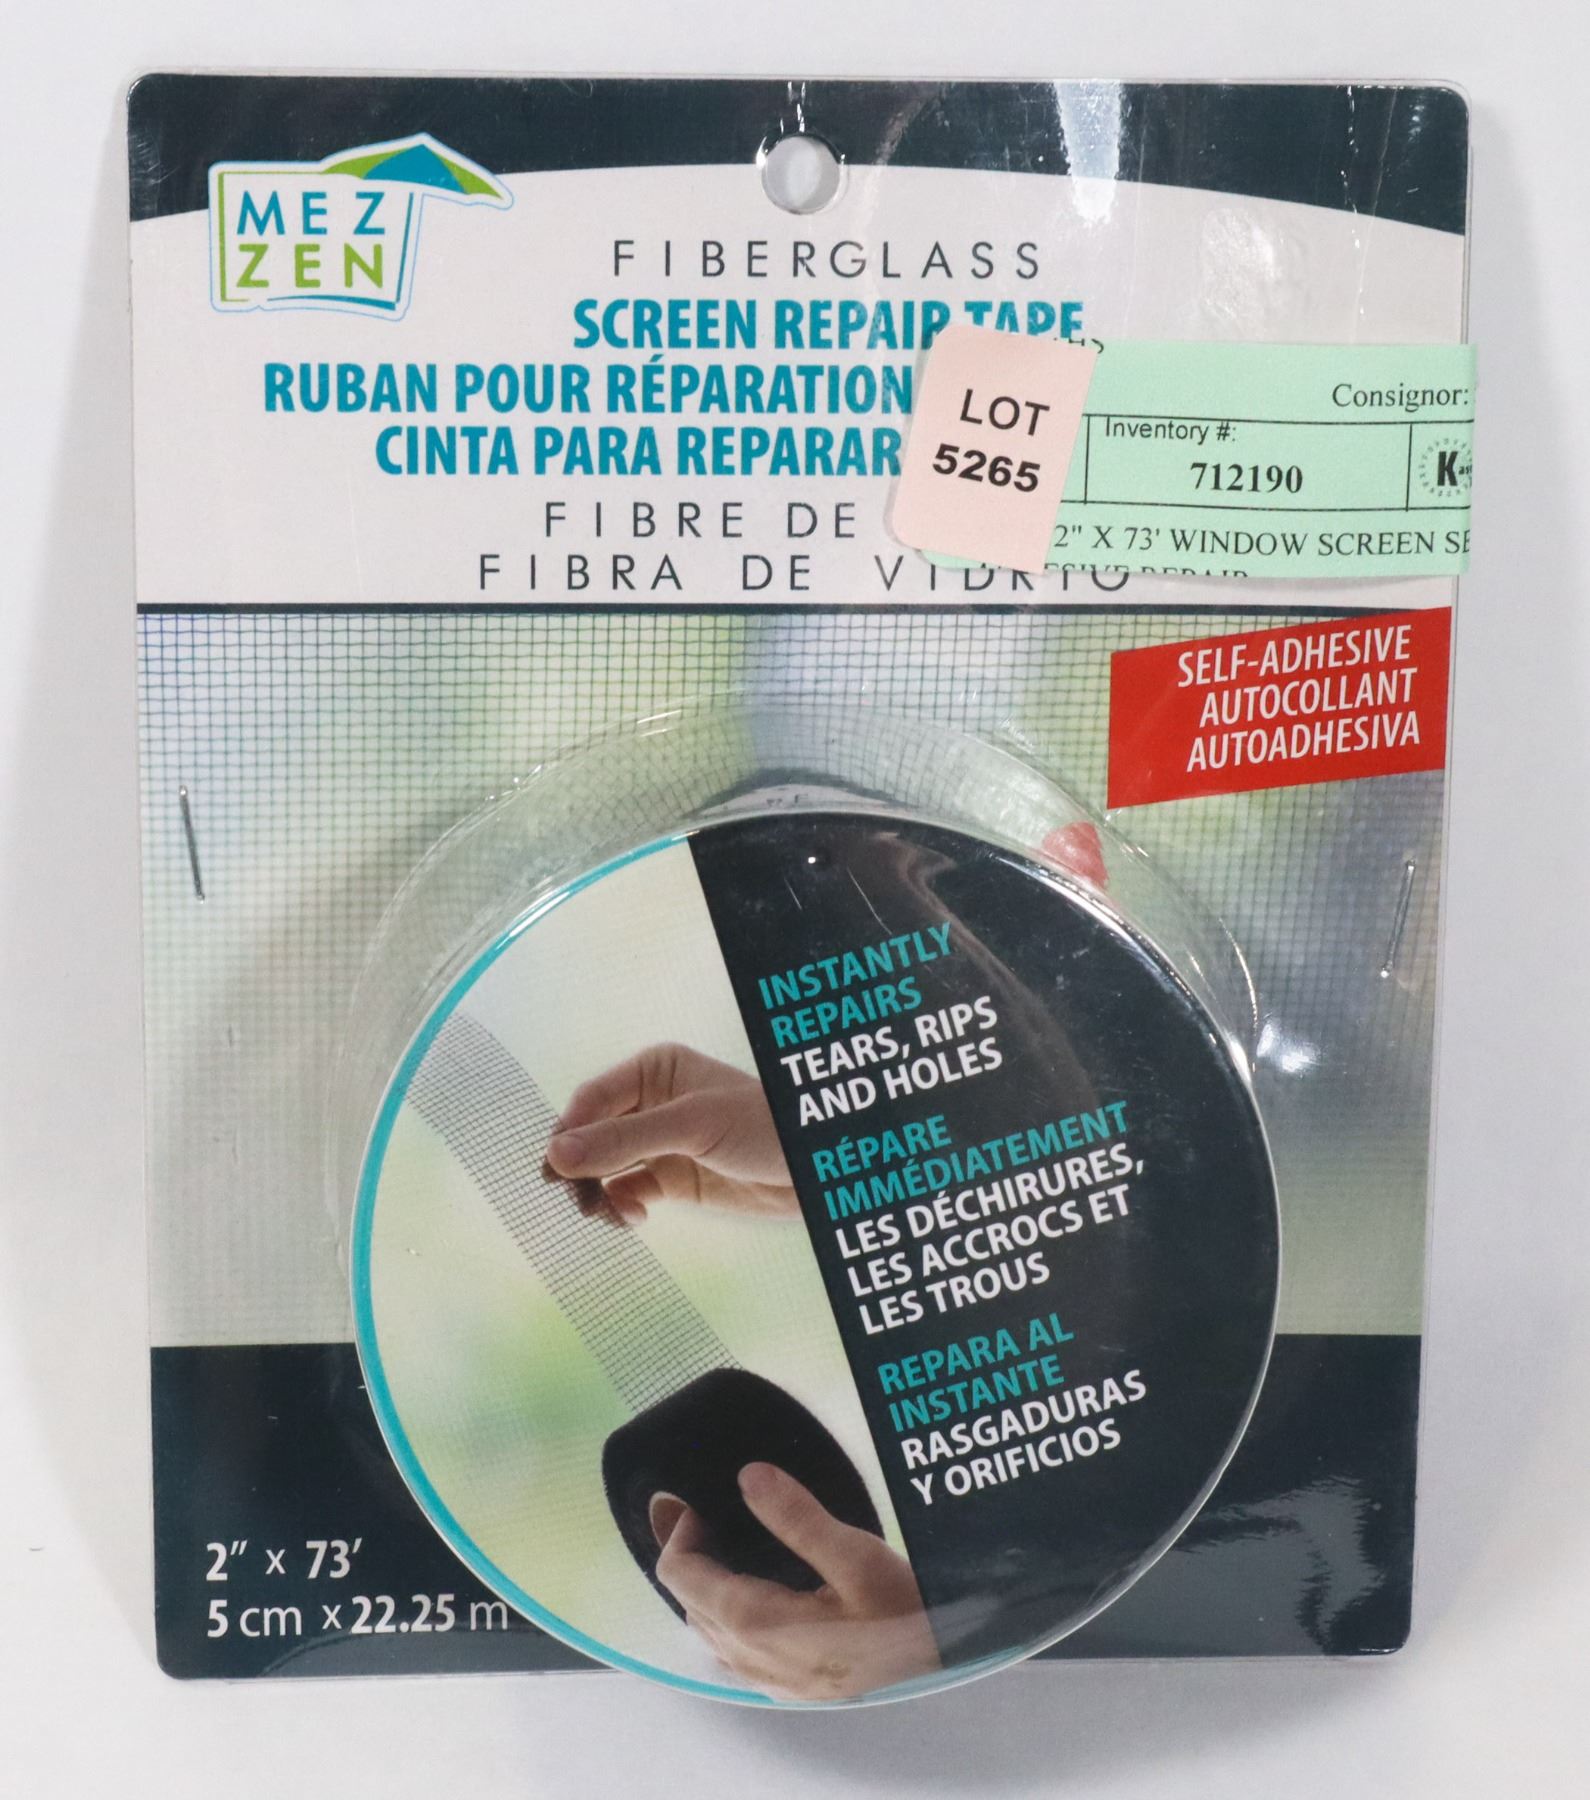 MEZ
ZEN
FIBERGLASS
SCREEN REPAIR TAPE
RUBAN POUR RÉPARATION
CINTA PARA REPARAR
FIBRE DE
FIBRA DE VIDRIO
LOT
5265
Consignor:
Inventory #:
712190
2" X 73' WINDOW SCREEN
SELF-ADHESIVE
AUTOCOLLANT
AUTOADHESIVA
INSTANTLY
REPAIRS
TEARS, RIPS
AND HOLES
RÉPARE
IMMÉDIATEMENT
LES DÉCHIRURES,
LES ACCROCS ET
LES TROUS
REPARA AL
INSTANTE
RASGADURAS
Y ORIFICIOS
2" x 73'
5 cm x 22.25 m